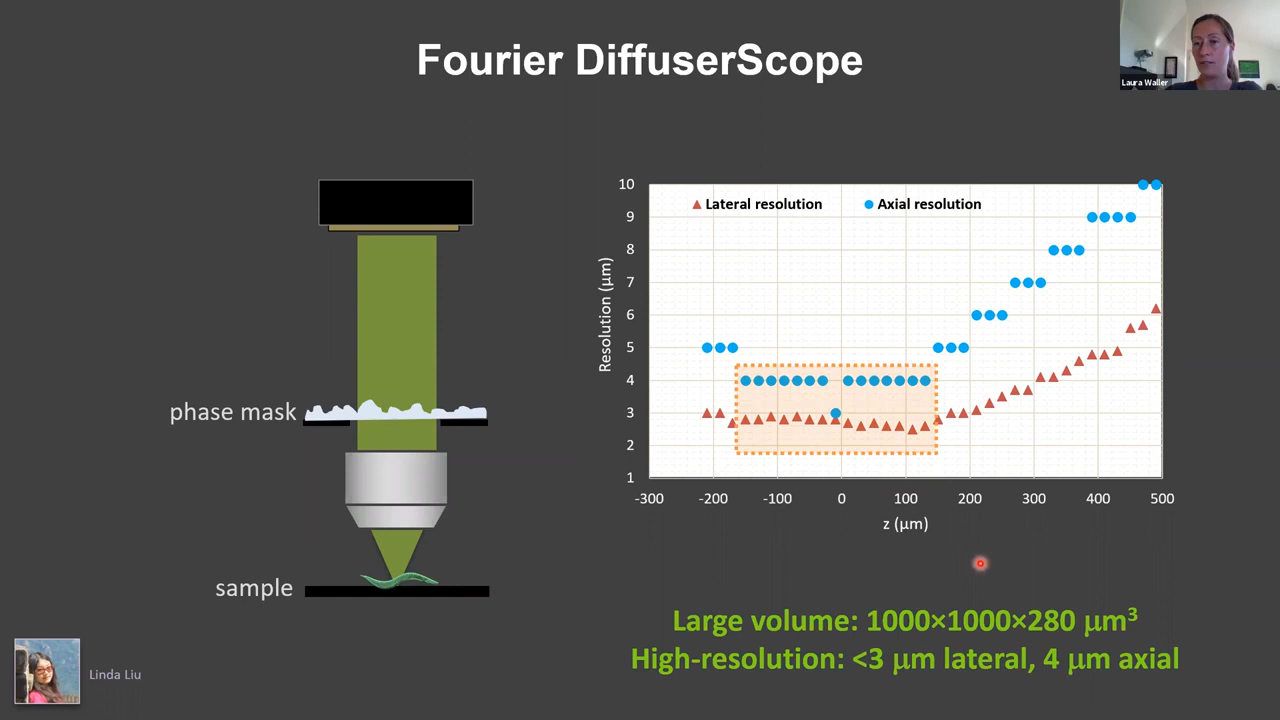 Fourier DiffuserScope
Laura Waller
phase mask
sample
Resolution (µm)
10
9
8
7
6
5
4
3
2
1
Lateral resolution
Axial resolution
-300 -200 -100 0 100 200 300 400 500
z (µm)
Large volume: 1000×1000×280 µm³
High-resolution: <3 µm lateral, 4 µm axial
Linda Liu